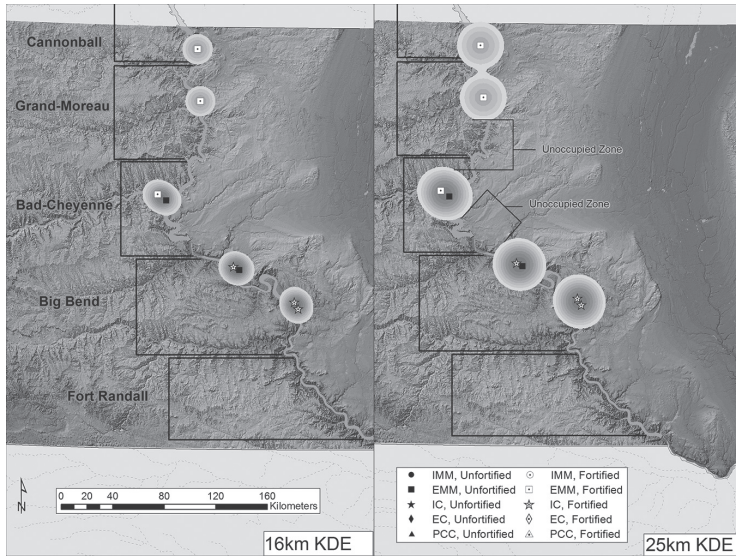 Cannonball
Grand-Moreau
Bad-Cheyenne
Big Bend
Fort Randall
N
0 20 40 80 120 160
Kilometers
16km KDE
Unoccupied Zone
Unoccupied Zone
IMM, Unfortified IMM, Fortified
EMM, Unfortified EMM, Fortified
IC, Unfortified IC, Fortified
EC, Unfortified EC, Fortified
PCC, Unfortified PCC, Fortified
25km KDE